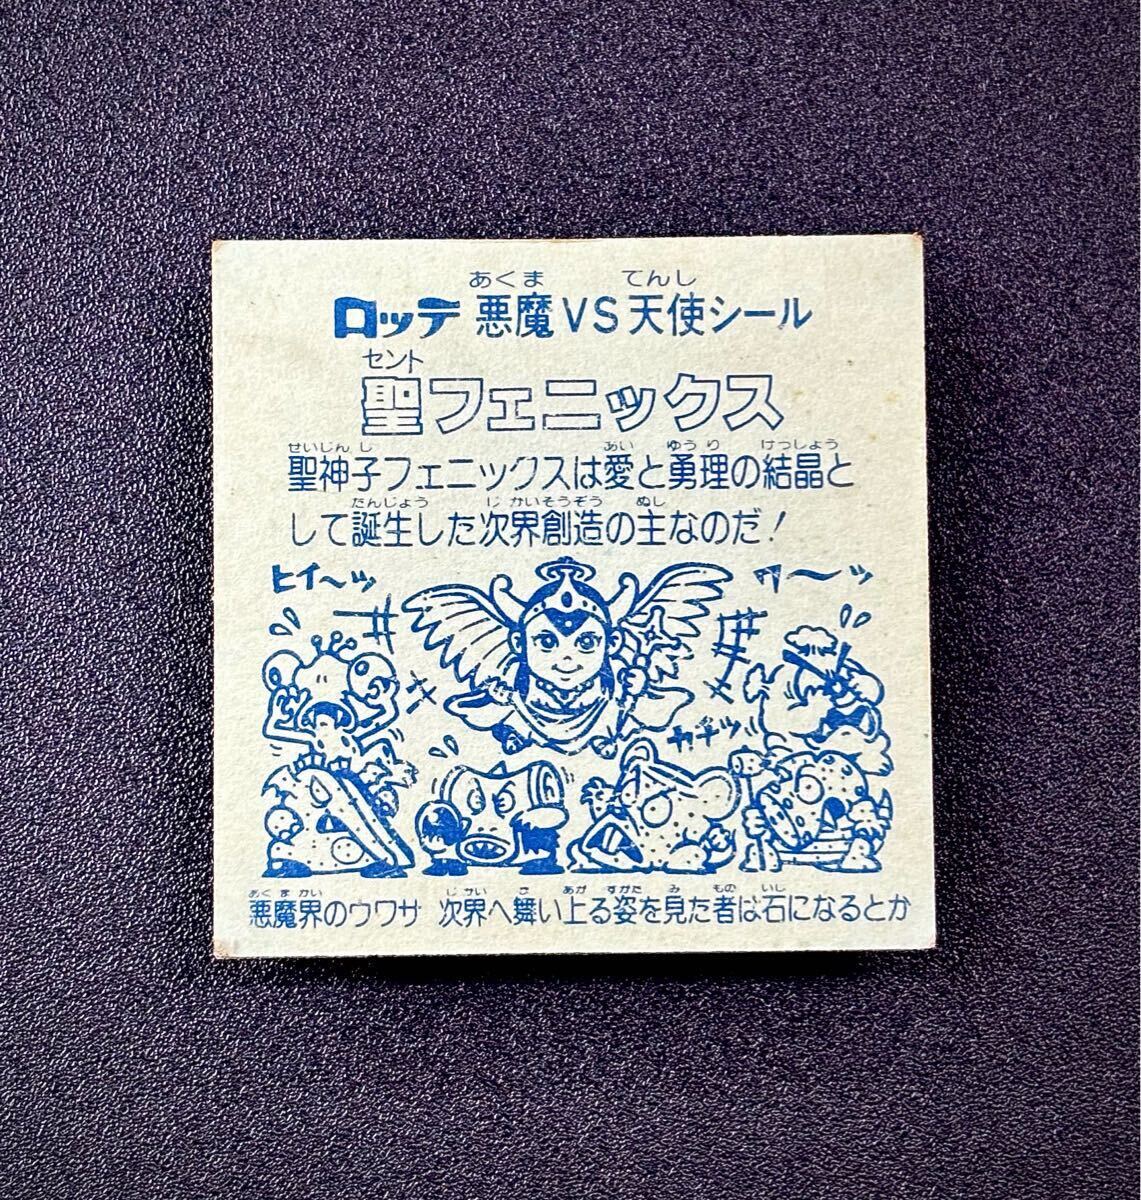 あくま てんし
ロッテ 悪魔VS天使シール
セント
聖フェニックス
せいじんし あい ゆうり けっしょう
聖神子フェニックスは愛と勇理の結晶と
たんじょう じかいそうぞう ぬし
して誕生した次界創造の主なのだ!
ヒイ〜ッ
ワ〜〜ッ
カチッ
あくまかい じかい さ あが すがた み もの いし
悪魔界のウワサ 次界へ舞い上る姿を見た者は石になるとか